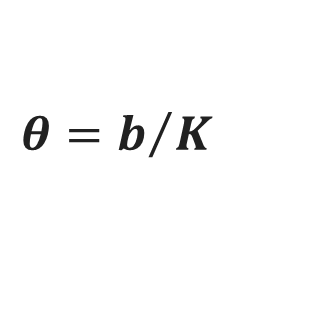 θ = b/K